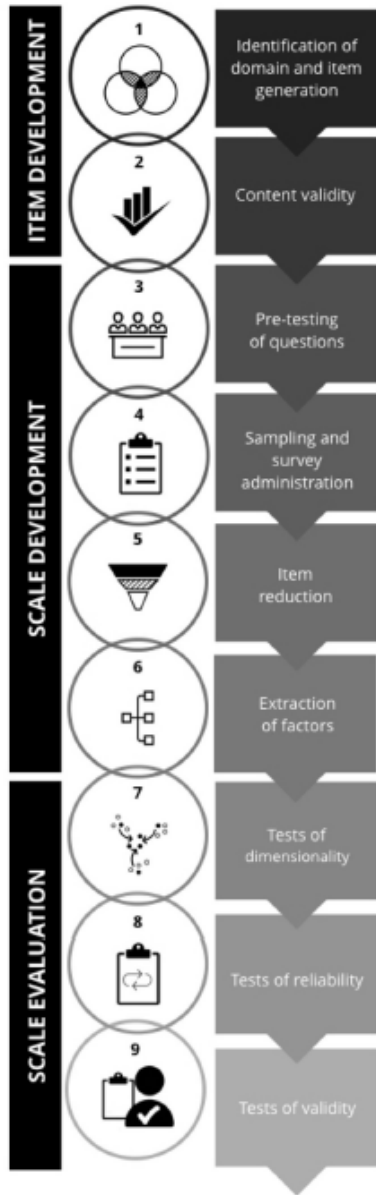 ITEM DEVELOPMENT
1
Identification of
domain and item
generation
2
Content validity
SCALE DEVELOPMENT
3
Pre-testing
of questions
4
Sampling and
survey
administration
5
Item
reduction
6
Extraction
of factors
SCALE EVALUATION
7
Tests of
dimensionality
8
Tests of reliability
9
Tests of validity